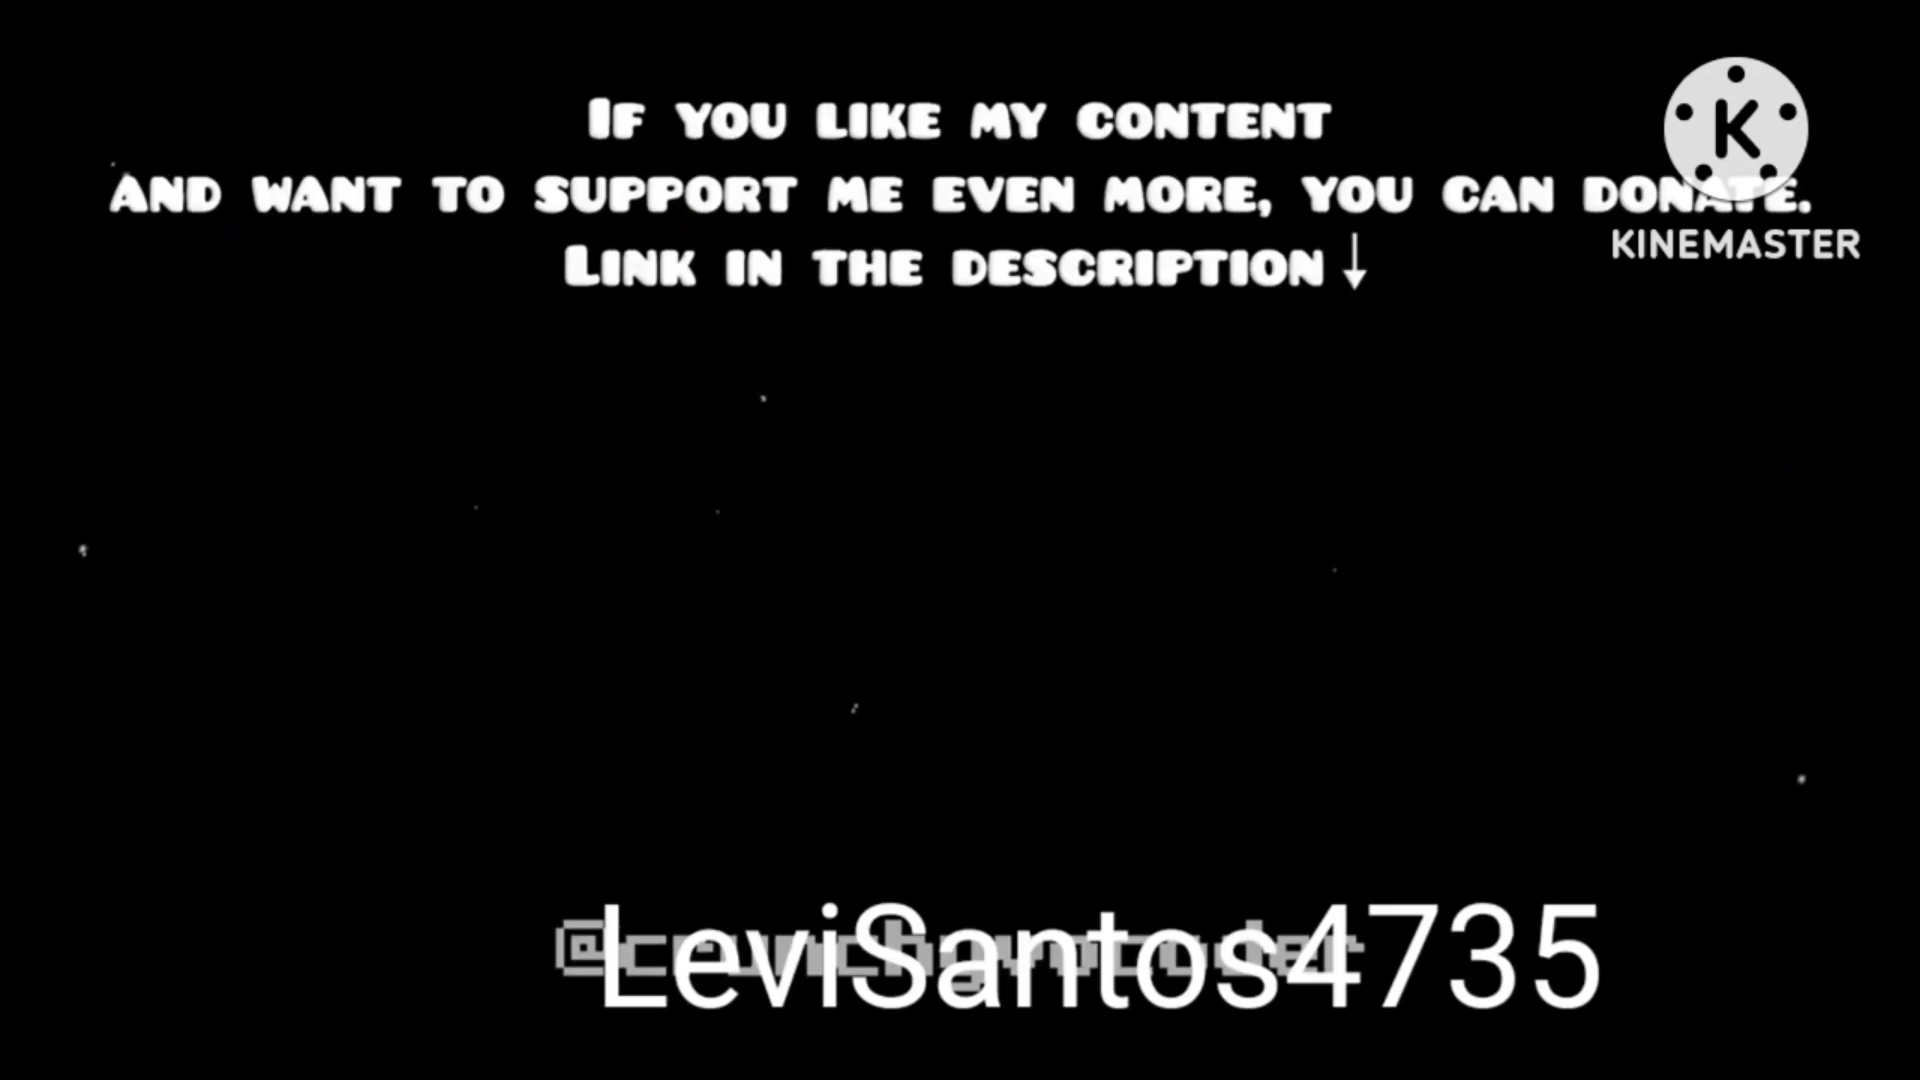 If you like my content
and want to support me even more, you can donate.
Link in the description↓
K
KINEMASTER
LeviSantos4735